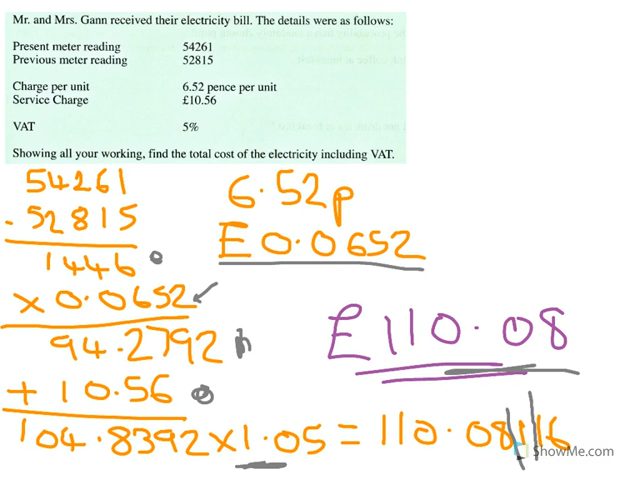 Mr. and Mrs. Gann received their electricity bill. The details were as follows:
Present meter reading 54261
Previous meter reading 52815
Charge per unit 6.52 pence per unit
Service Charge £10.56
VAT 5%
Showing all your working, find the total cost of the electricity including VAT.
54261
- 52815
1446
x 0.0652
94.2792
+ 10.56
104.8392 x 1.05 = 110.08116
6.52p
£0.0652
£110.08
ShowMe.com